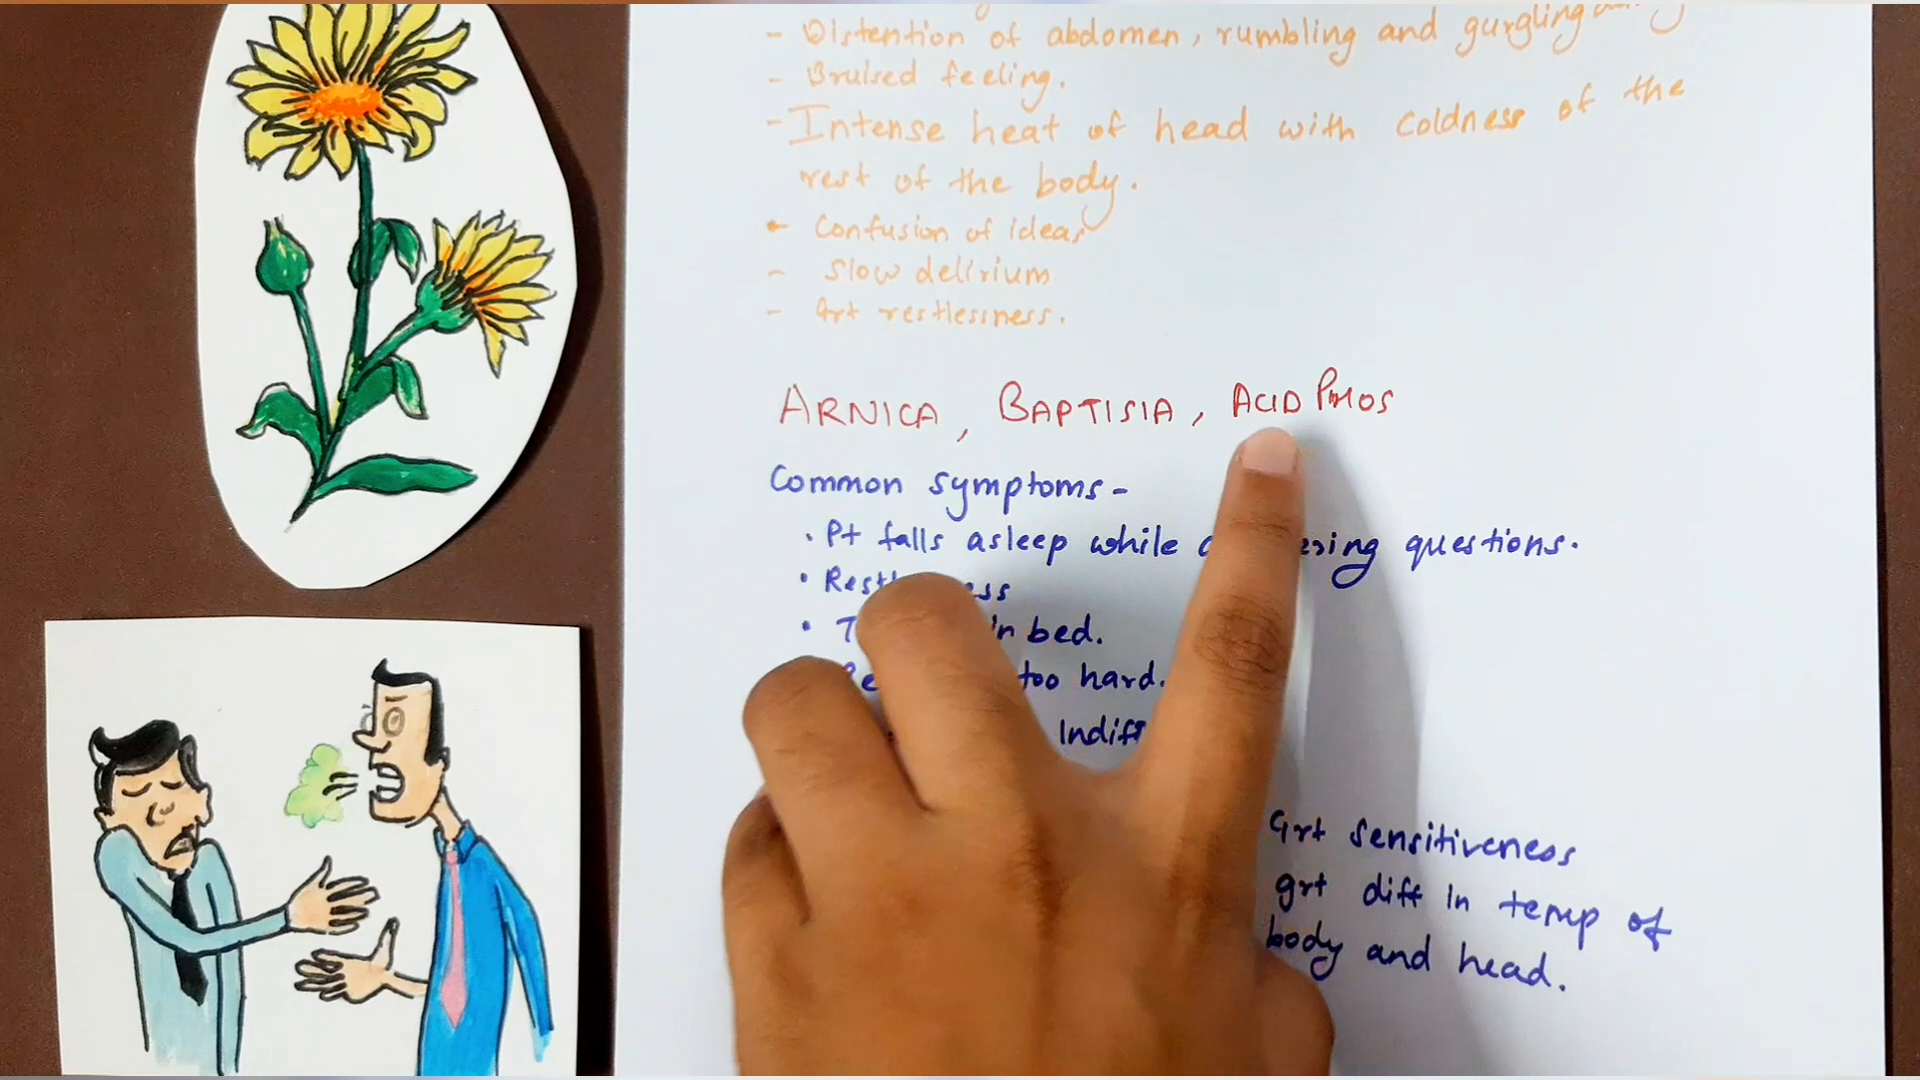 - Distention of abdomen, rumbling and gurgling
- Bruised feeling.
- Intense heat of head with coldness of the
rest of the body.
- Confusion of ideas
- Slow delirium
- Grt restlessness.
ARNICA, BAPTISIA, ACID PHOS
Common symptoms -
• Pt falls asleep while questions.
•
• in bed.
too hard.
Grt sensitiveness
grt diff in temp of
body and head.